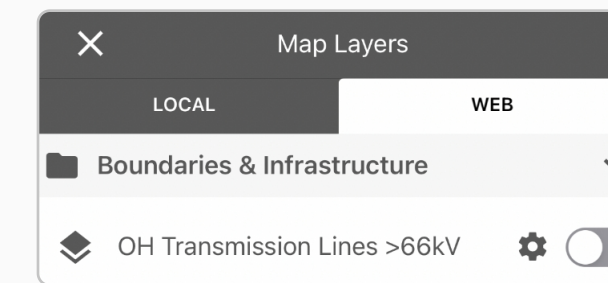 Map Layers
LOCAL WEB
Boundaries & Infrastructure
OH Transmission Lines >66kV